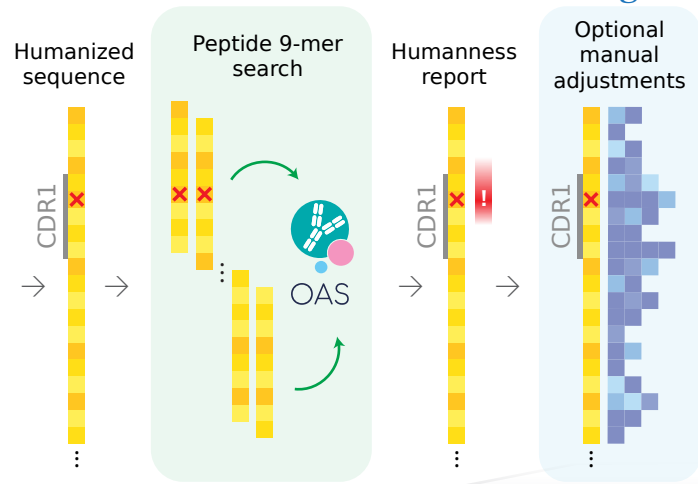 Humanized
sequence
Peptide 9-mer
search
Humanness
report
Optional
manual
adjustments
CDR1
OAS
CDR1
!
CDR1
⋮
⋮
⋮
⋮